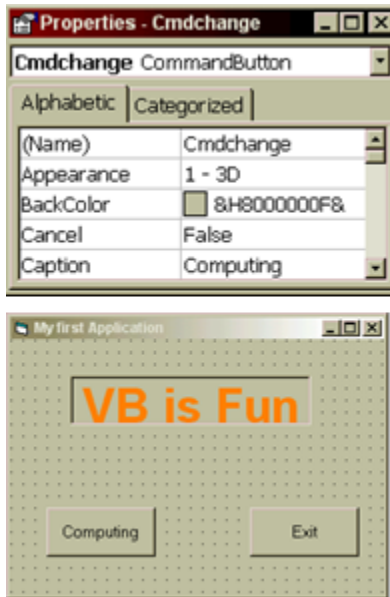 Properties - Cmdchange
Cmdchange CommandButton
Alphabetic Categorized
(Name) Cmdchange
Appearance 1 - 3D
BackColor &H8000000F&
Cancel False
Caption Computing
My first Application
VB is Fun
Computing Exit